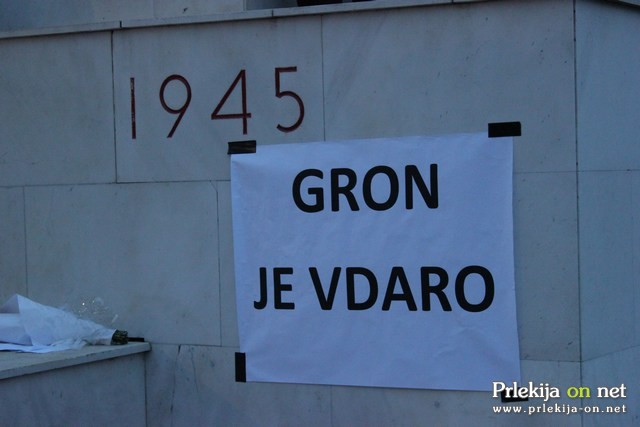 1945
GRON
JE VDARO
Prlekija on net
www.prlekija-on.net